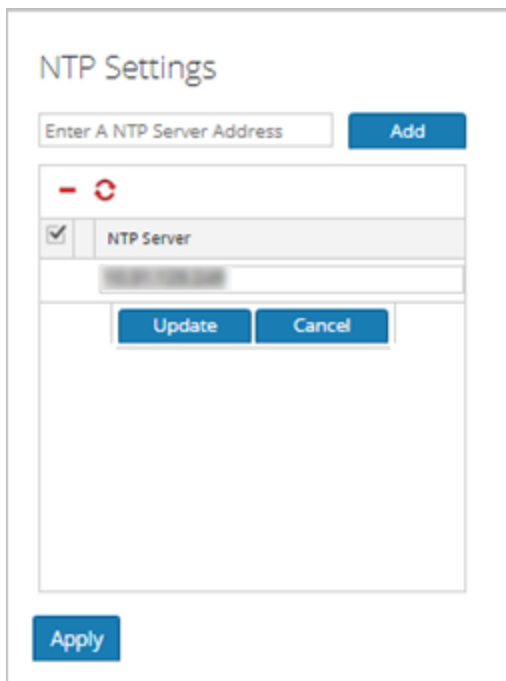 NTP Settings
Enter A NTP Server Address
Add
NTP Server
Update
Cancel
Apply